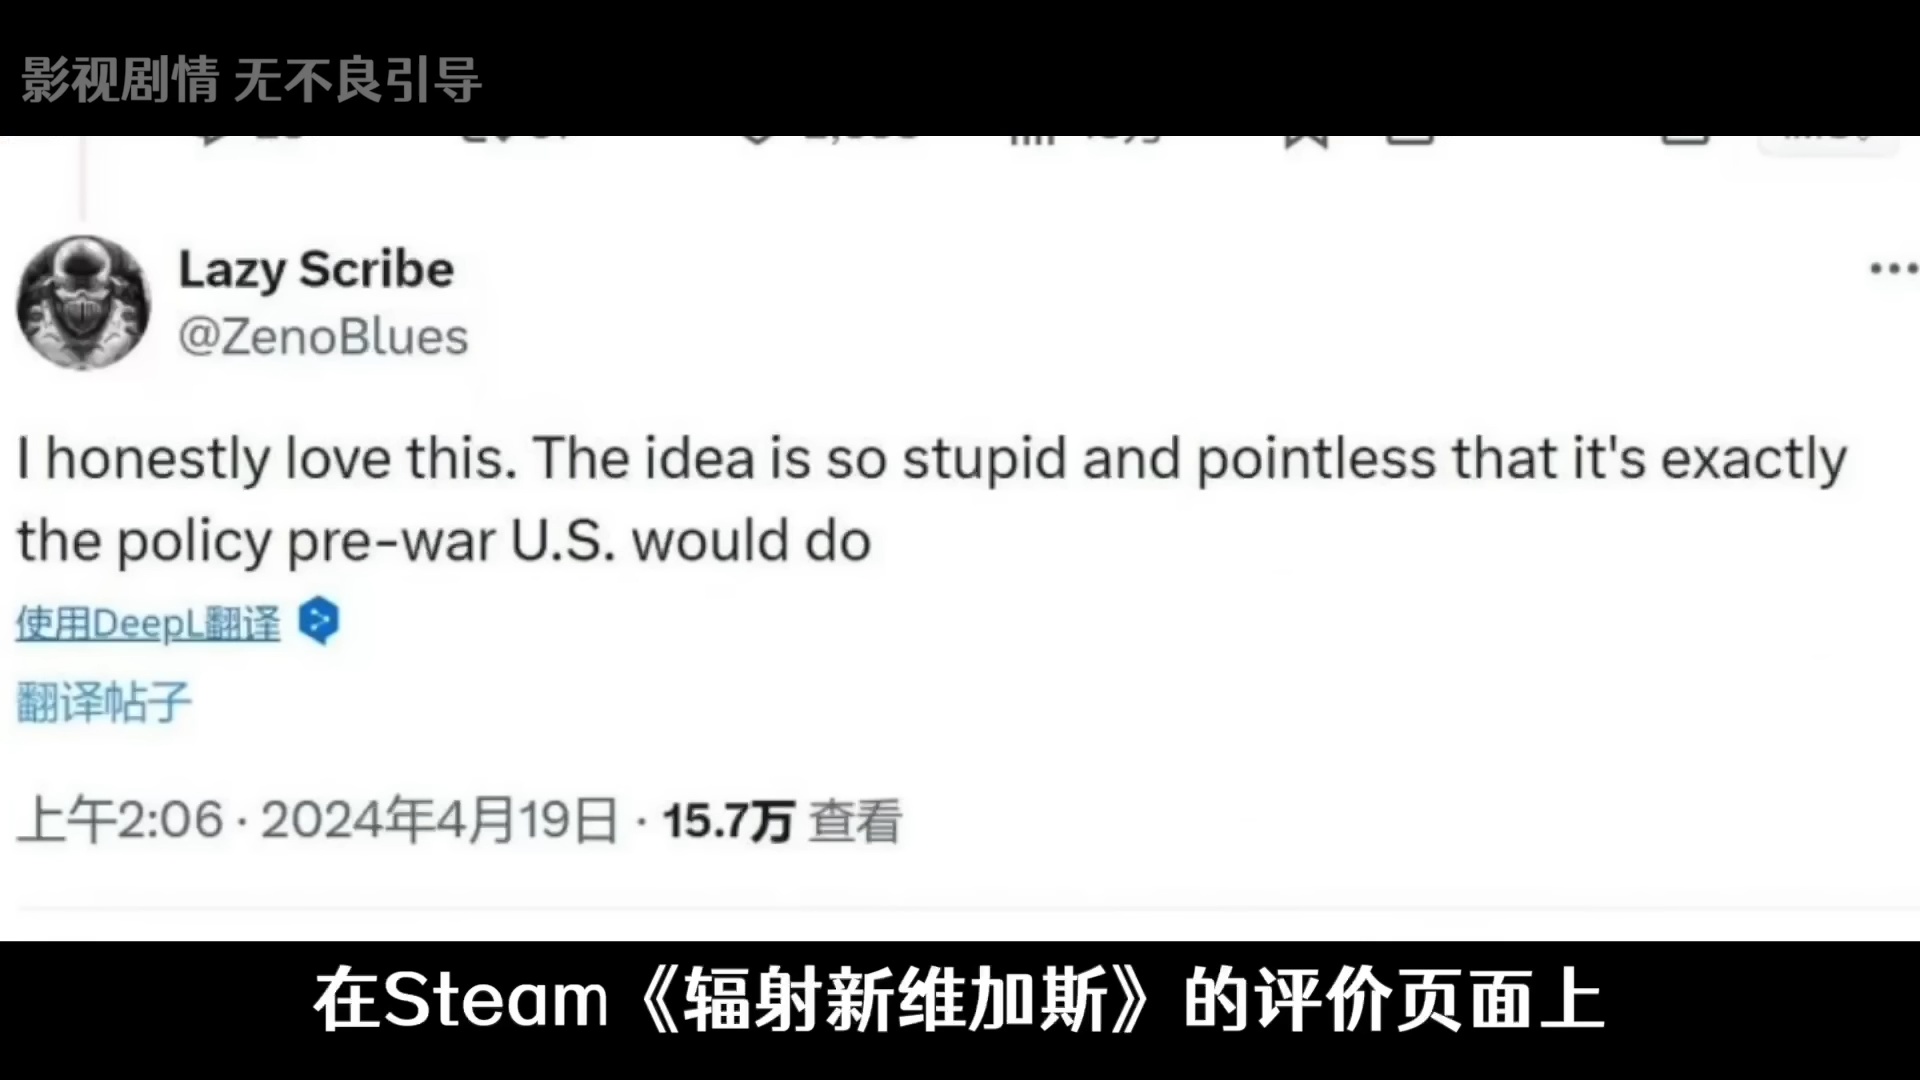 影视剧情 无不良引导
Lazy Scribe
@ZenoBlues
I honestly love this. The idea is so stupid and pointless that it's exactly
the policy pre-war U.S. would do
使用DeepL翻译
翻译帖子
上午2:06 · 2024年4月19日 · 15.7万 查看
在Steam《辐射新维加斯》的评价页面上